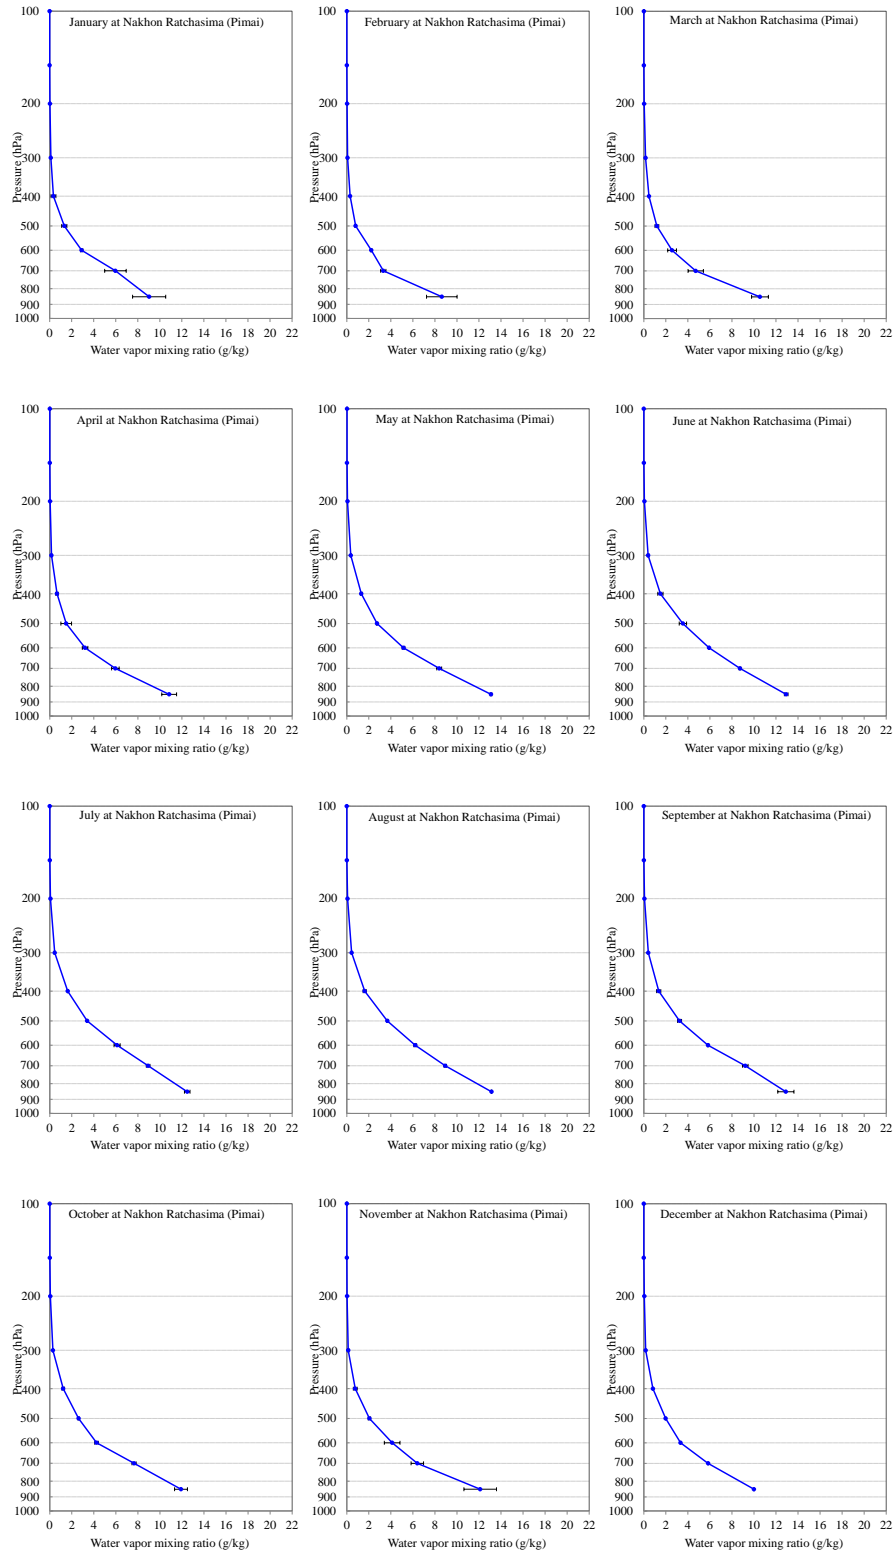 January at Nakhon Ratchasima (Pimai)
100
200
300
400
500
600
700
800
900
1000
Pressure (hPa)
0 2 4 6 8 10 12 14 16 18 20 22
Water vapor mixing ratio (g/kg)
February at Nakhon Ratchasima (Pimai)
100
200
300
400
500
600
700
800
900
1000
Pressure (hPa)
0 2 4 6 8 10 12 14 16 18 20 22
Water vapor mixing ratio (g/kg)
March at Nakhon Ratchasima (Pimai)
100
200
300
400
500
600
700
800
900
1000
Pressure (hPa)
0 2 4 6 8 10 12 14 16 18 20 22
Water vapor mixing ratio (g/kg)
April at Nakhon Ratchasima (Pimai)
100
200
300
400
500
600
700
800
900
1000
Pressure (hPa)
0 2 4 6 8 10 12 14 16 18 20 22
Water vapor mixing ratio (g/kg)
May at Nakhon Ratchasima (Pimai)
100
200
300
400
500
600
700
800
900
1000
Pressure (hPa)
0 2 4 6 8 10 12 14 16 18 20 22
Water vapor mixing ratio (g/kg)
June at Nakhon Ratchasima (Pimai)
100
200
300
400
500
600
700
800
900
1000
Pressure (hPa)
0 2 4 6 8 10 12 14 16 18 20 22
Water vapor mixing ratio (g/kg)
July at Nakhon Ratchasima (Pimai)
100
200
300
400
500
600
700
800
900
1000
Pressure (hPa)
0 2 4 6 8 10 12 14 16 18 20 22
Water vapor mixing ratio (g/kg)
August at Nakhon Ratchasima (Pimai)
100
200
300
400
500
600
700
800
900
1000
Pressure (hPa)
0 2 4 6 8 10 12 14 16 18 20 22
Water vapor mixing ratio (g/kg)
September at Nakhon Ratchasima (Pimai)
100
200
300
400
500
600
700
800
900
1000
Pressure (hPa)
0 2 4 6 8 10 12 14 16 18 20 22
Water vapor mixing ratio (g/kg)
October at Nakhon Ratchasima (Pimai)
100
200
300
400
500
600
700
800
900
1000
Pressure (hPa)
0 2 4 6 8 10 12 14 16 18 20 22
Water vapor mixing ratio (g/kg)
November at Nakhon Ratchasima (Pimai)
100
200
300
400
500
600
700
800
900
1000
Pressure (hPa)
0 2 4 6 8 10 12 14 16 18 20 22
Water vapor mixing ratio (g/kg)
December at Nakhon Ratchasima (Pimai)
100
200
300
400
500
600
700
800
900
1000
Pressure (hPa)
0 2 4 6 8 10 12 14 16 18 20 22
Water vapor mixing ratio (g/kg)